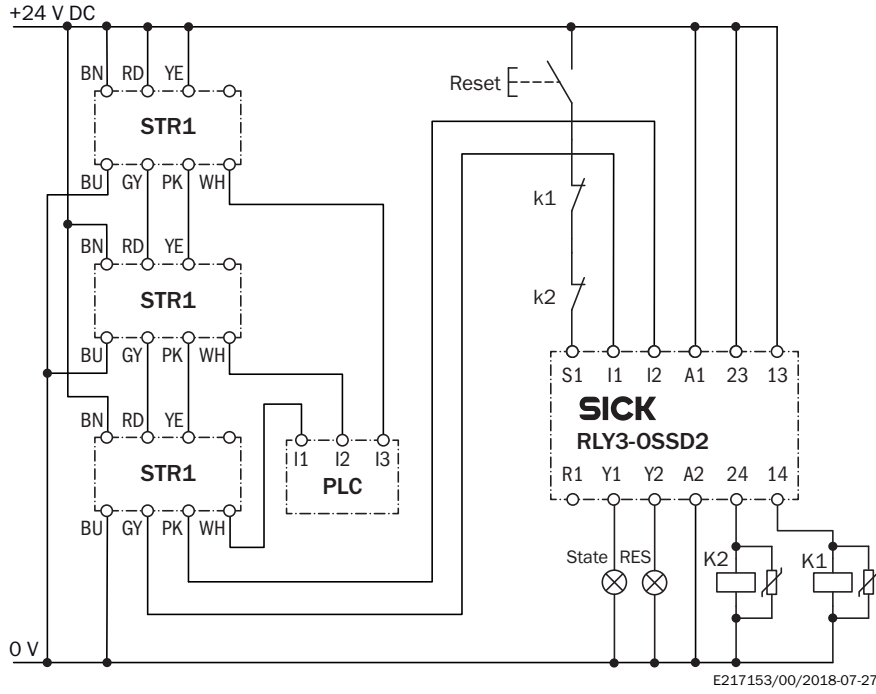 +24 V DC
BN RD YE
STR1
BU GY PK WH
Reset
k1
BN RD YE
STR1
k2
BU GY PK WH
S1 I1 I2 A1 23 13
SICK
RLY3-OSSD2
BN RD YE
STR1
I1 I2 I3
PLC
R1 Y1 Y2 A2 24 14
BU GY PK WH
State RES K2 K1
0 V
E217153/00/2018-07-27